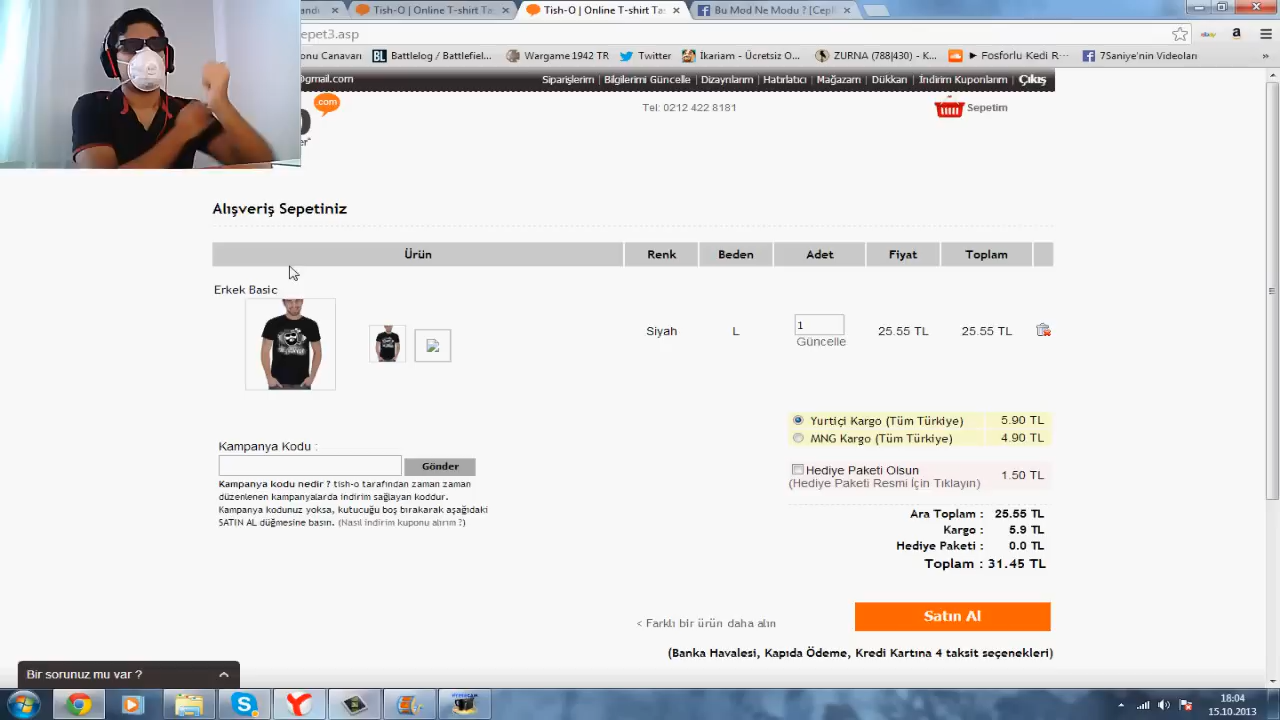 Tish-O | Online T-shirt Ta
Tish-O | Online T-shirt Ta
Bu Mod Ne Modu ? [Cepl
epet3.asp
onu Canavarı
Battlelog / Battlefiel...
Wargame 1942 TR
Twitter
Ikariam - Ücretsiz O...
ZURNA (788|430) - K...
► Fosforlu Kedi R...
7Saniye'nin Videoları
@gmail.com
Siparişlerim | Bilgilerimi Güncelle | Dizaynlarım | Hatırlatıcı | Mağazam | Dükkan | İndirim Kuponlarım | Çıkış
.com
Tel: 0212 422 8181
Sepetim
Alışveriş Sepetiniz
Ürün Renk Beden Adet Fiyat Toplam
Erkek Basic
Siyah L 1 25.55 TL 25.55 TL
Güncelle
Yurtiçi Kargo (Tüm Türkiye) 5.90 TL
MNG Kargo (Tüm Türkiye) 4.90 TL
Kampanya Kodu :
Gönder
Kampanya kodu nedir ? tish-o tarafından zaman zaman
düzenlenen kampanyalarda indirim sağlayan koddur.
Kampanya kodunuz yoksa, kutucuğu boş bırakarak aşağıdaki
SATIN AL düğmesine basın. (Nasıl indirim kuponu alırım ?)
Hediye Paketi Olsun
(Hediye Paketi Resmi İçin Tıklayın) 1.50 TL
Ara Toplam : 25.55 TL
Kargo : 5.9 TL
Hediye Paketi : 0.0 TL
Toplam : 31.45 TL
< Farklı bir ürün daha alın
Satın Al
(Banka Havalesi, Kapıda Ödeme, Kredi Kartına 4 taksit seçenekleri)
Bir sorunuz mu var ?
18:04
15.10.2013